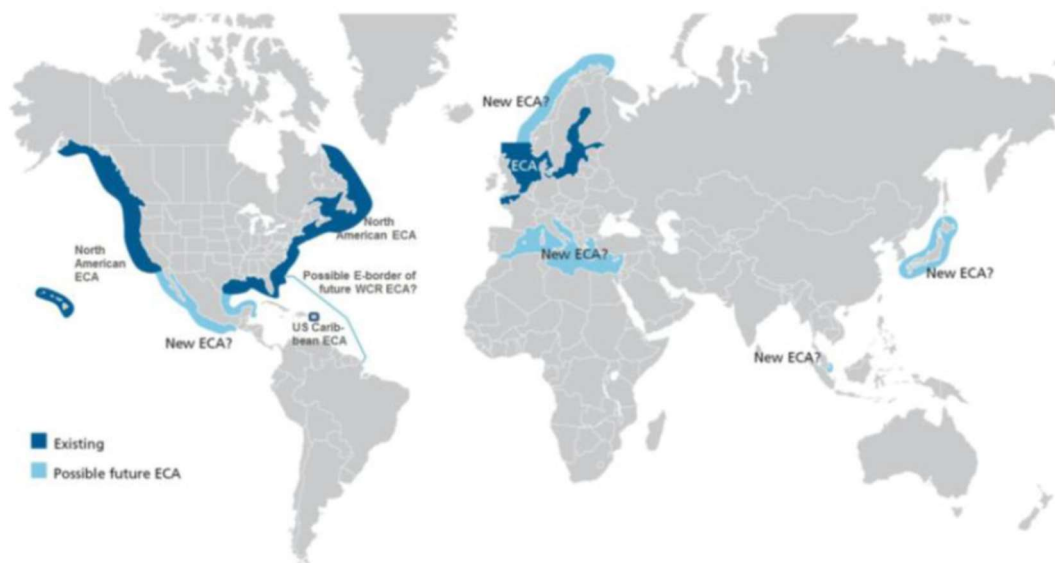 New ECA?
ECA
North
American ECA
North
American
ECA
New ECA?
New ECA?
Possible E-border of
future WCR ECA?
US Carib-
bean ECA
New ECA?
New ECA?
Existing
Possible future ECA